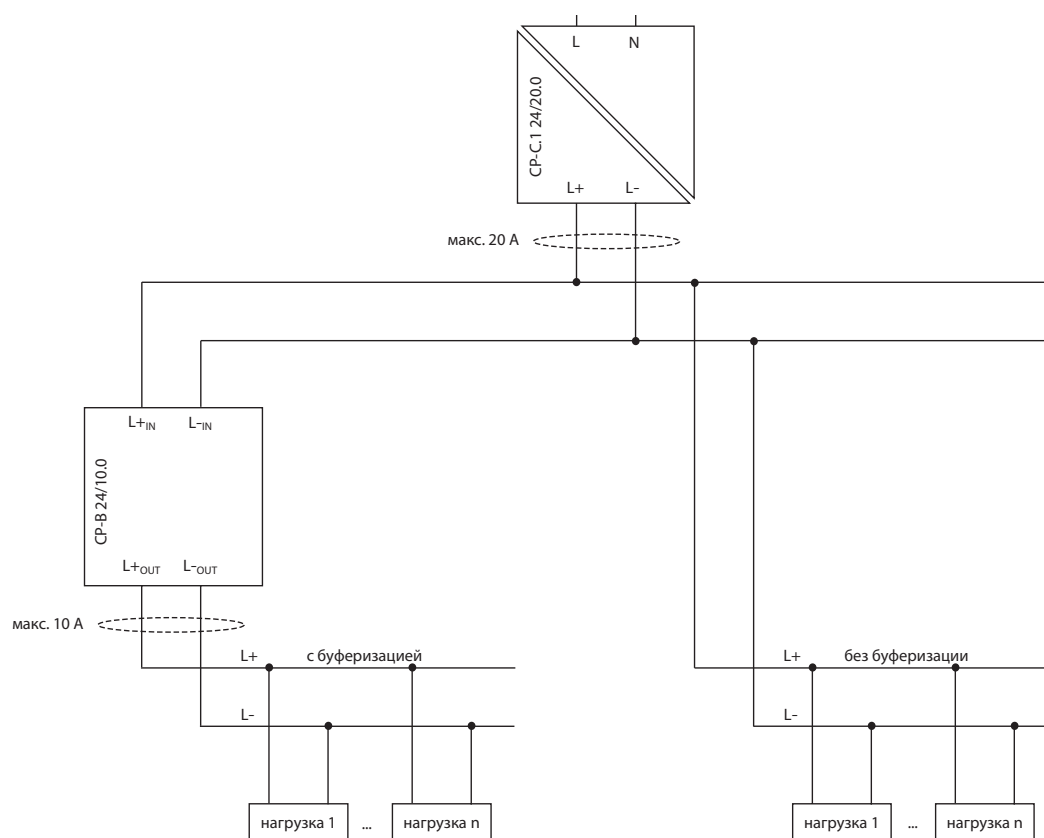 L N
CP-C.1 24/20.0
L+ L-
макс. 20 A
L+IN L-IN
CP-B 24/10.0
L+OUT L-OUT
макс. 10 A
L+ с буферизацией
L-
нагрузка 1 ... нагрузка n
L+ без буферизации
L-
нагрузка 1 ... нагрузка n